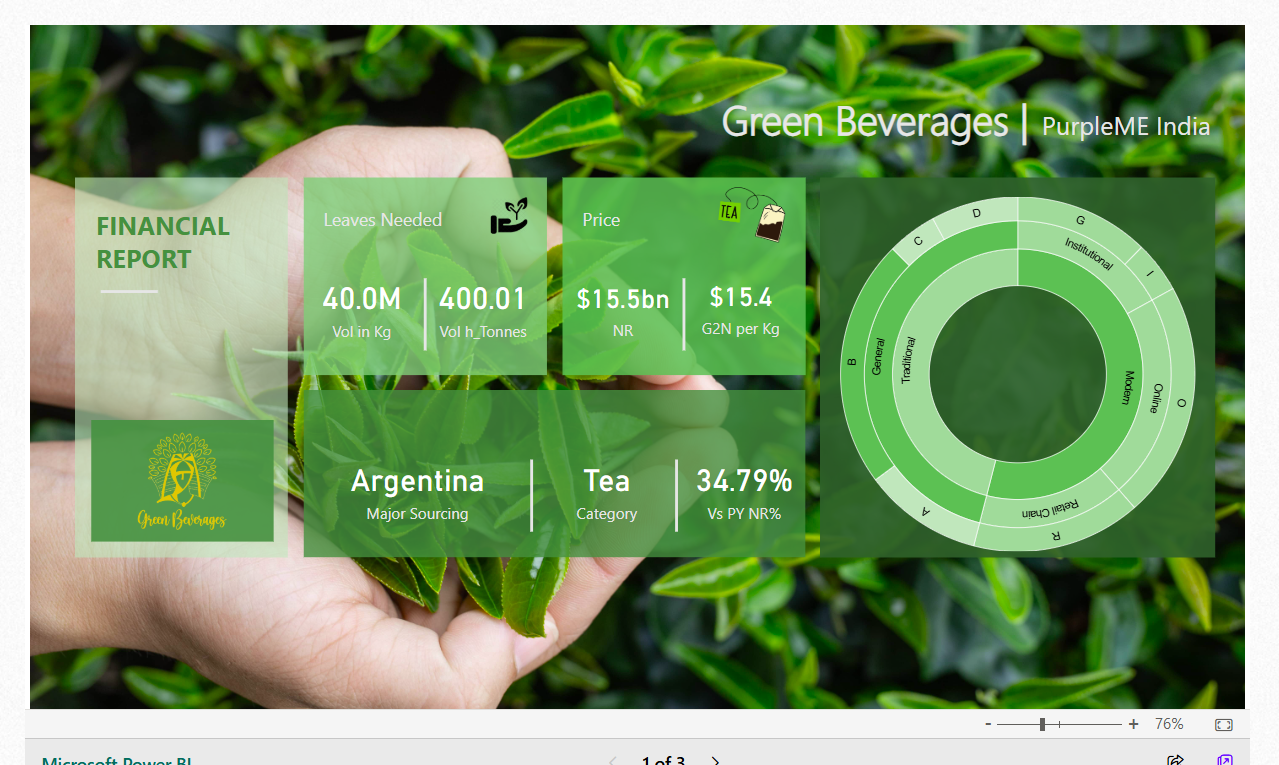 Green Beverages | PurpleME India
FINANCIAL
REPORT
Green Beverages
Leaves Needed
40.0M
Vol in Kg
400.01
Vol h_Tonnes
Price
TEA
$15.5bn
NR
$15.4
G2N per Kg
Argentina
Major Sourcing
Tea
Category
34.79%
Vs PY NR%
G
I
O
R
A
B
C
D
Institutional
Online
Retail Chain
General
Modern
Traditional
- + 76%
Microsoft Power BI
1 of 3